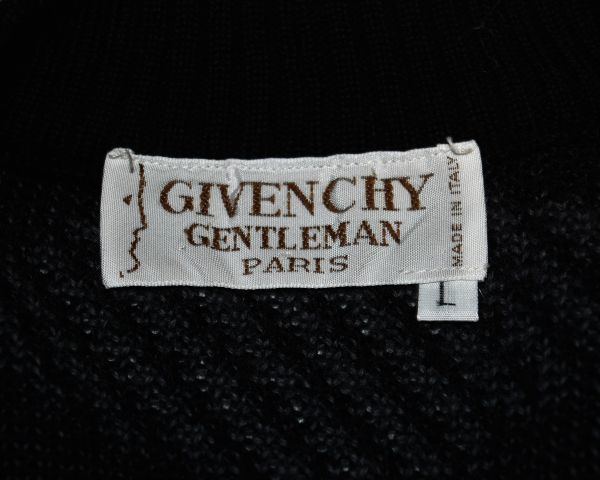 GIVENCHY
GENTLEMAN
PARIS
MADE IN ITALY
L